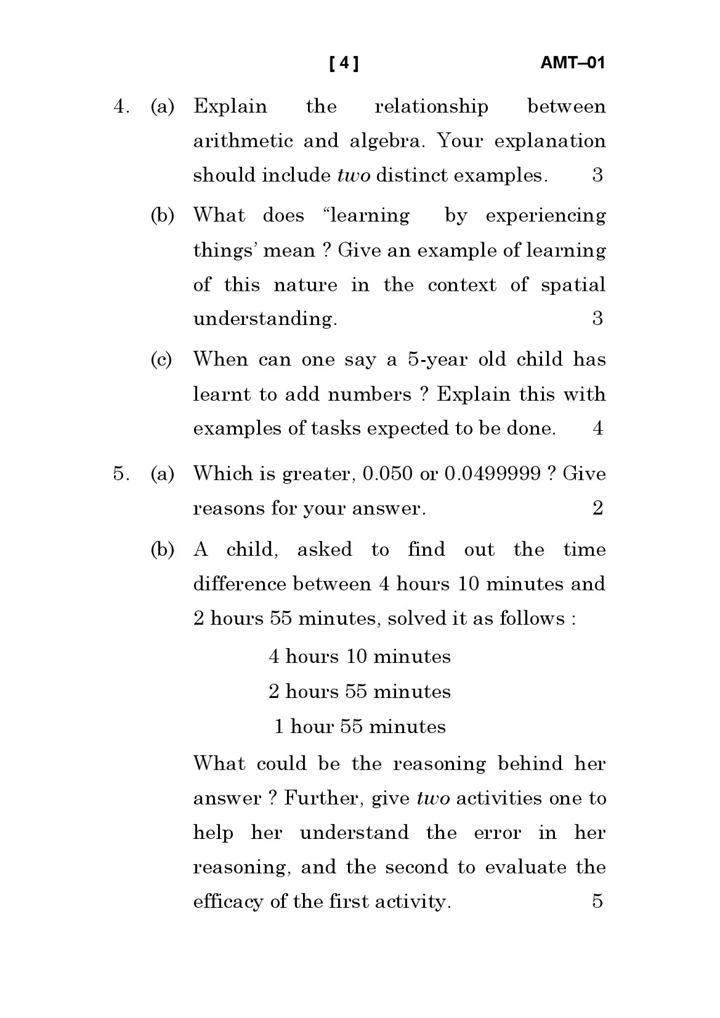 [ 4 ] AMT–01
4. (a) Explain the relationship between
arithmetic and algebra. Your explanation
should include two distinct examples. 3
(b) What does “learning by experiencing
things’ mean ? Give an example of learning
of this nature in the context of spatial
understanding. 3
(c) When can one say a 5-year old child has
learnt to add numbers ? Explain this with
examples of tasks expected to be done. 4
5. (a) Which is greater, 0.050 or 0.0499999 ? Give
reasons for your answer. 2
(b) A child, asked to find out the time
difference between 4 hours 10 minutes and
2 hours 55 minutes, solved it as follows :
4 hours 10 minutes
2 hours 55 minutes
1 hour 55 minutes
What could be the reasoning behind her
answer ? Further, give two activities one to
help her understand the error in her
reasoning, and the second to evaluate the
efficacy of the first activity. 5